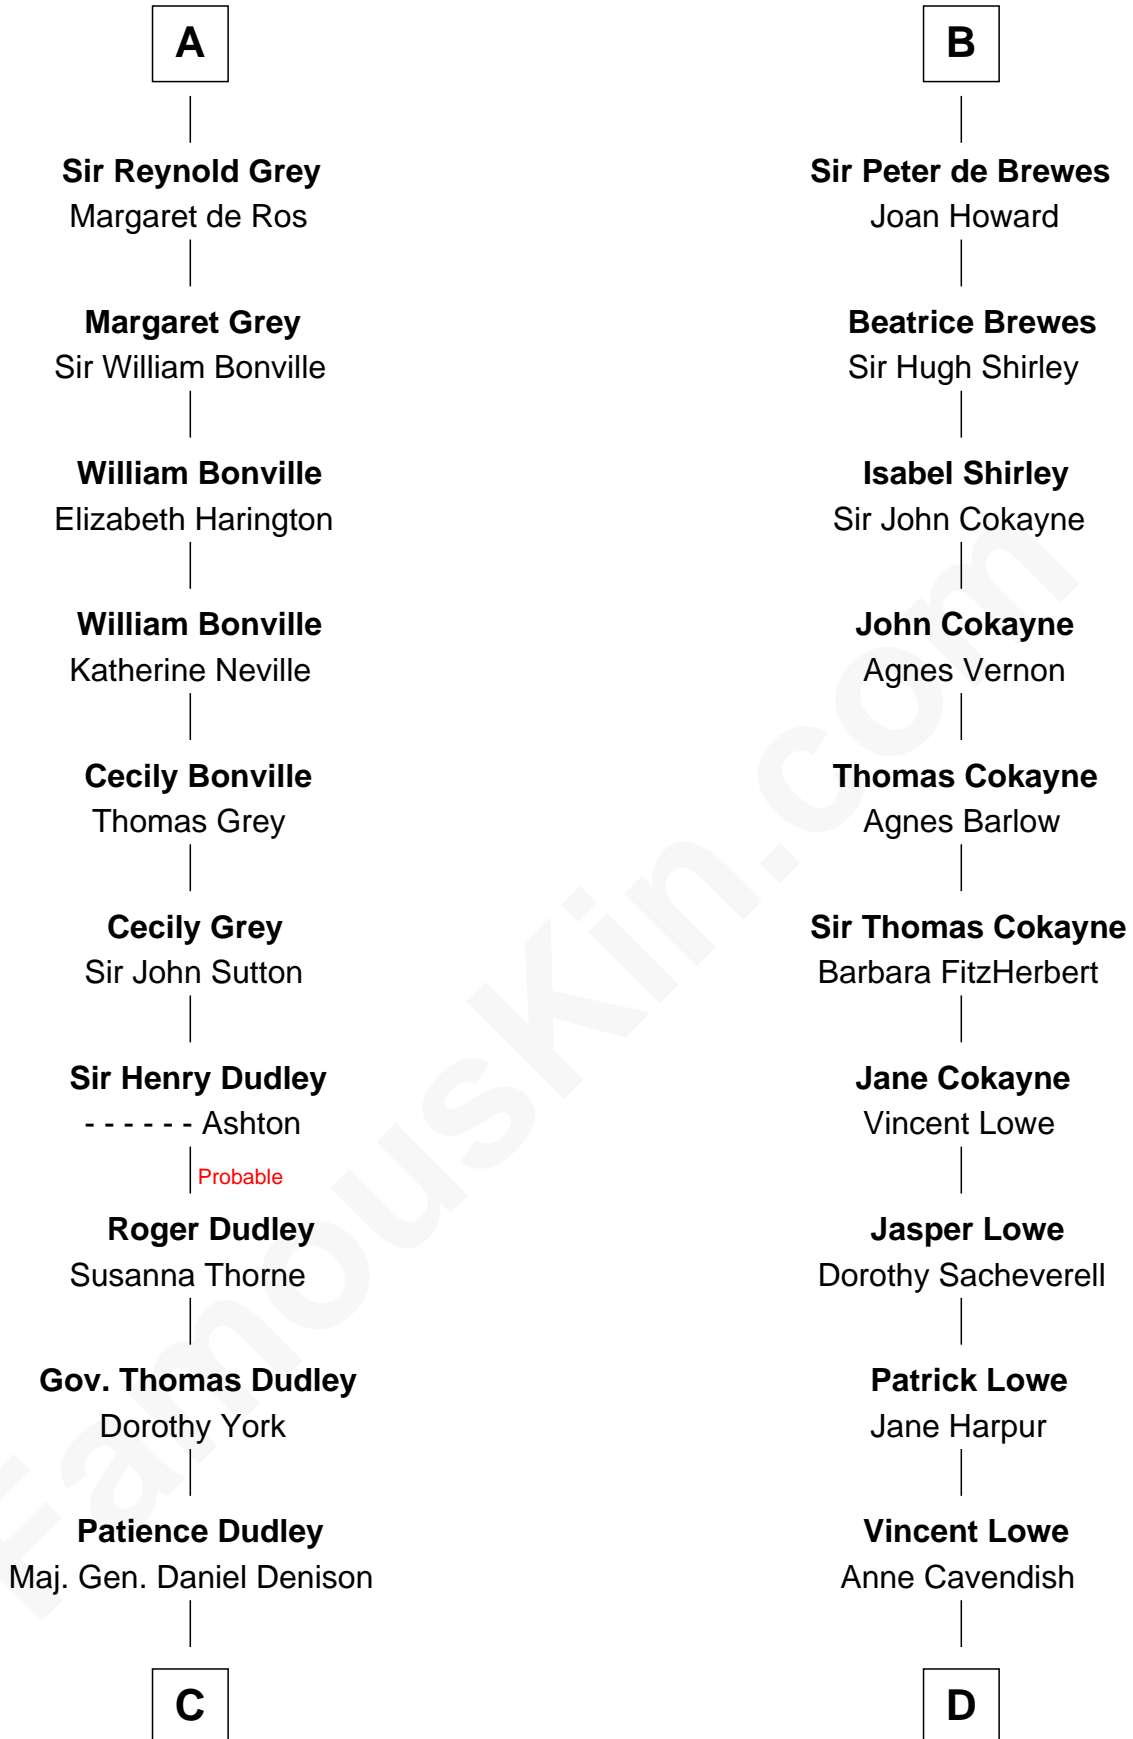 A
Sir Reynold Grey
Margaret de Ros
Margaret Grey
Sir William Bonville
William Bonville
Elizabeth Harington
William Bonville
Katherine Neville
Cecily Bonville
Thomas Grey
Cecily Grey
Sir John Sutton
Sir Henry Dudley
- - - - - - Ashton
Probable
Roger Dudley
Susanna Thorne
Gov. Thomas Dudley
Dorothy York
Patience Dudley
Maj. Gen. Daniel Denison
C
B
Sir Peter de Brewes
Joan Howard
Beatrice Brewes
Sir Hugh Shirley
Isabel Shirley
Sir John Cokayne
John Cokayne
Agnes Vernon
Thomas Cokayne
Agnes Barlow
Sir Thomas Cokayne
Barbara FitzHerbert
Jane Cokayne
Vincent Lowe
Jasper Lowe
Dorothy Sacheverell
Patrick Lowe
Jane Harpur
Vincent Lowe
Anne Cavendish
D
FamousKin.com